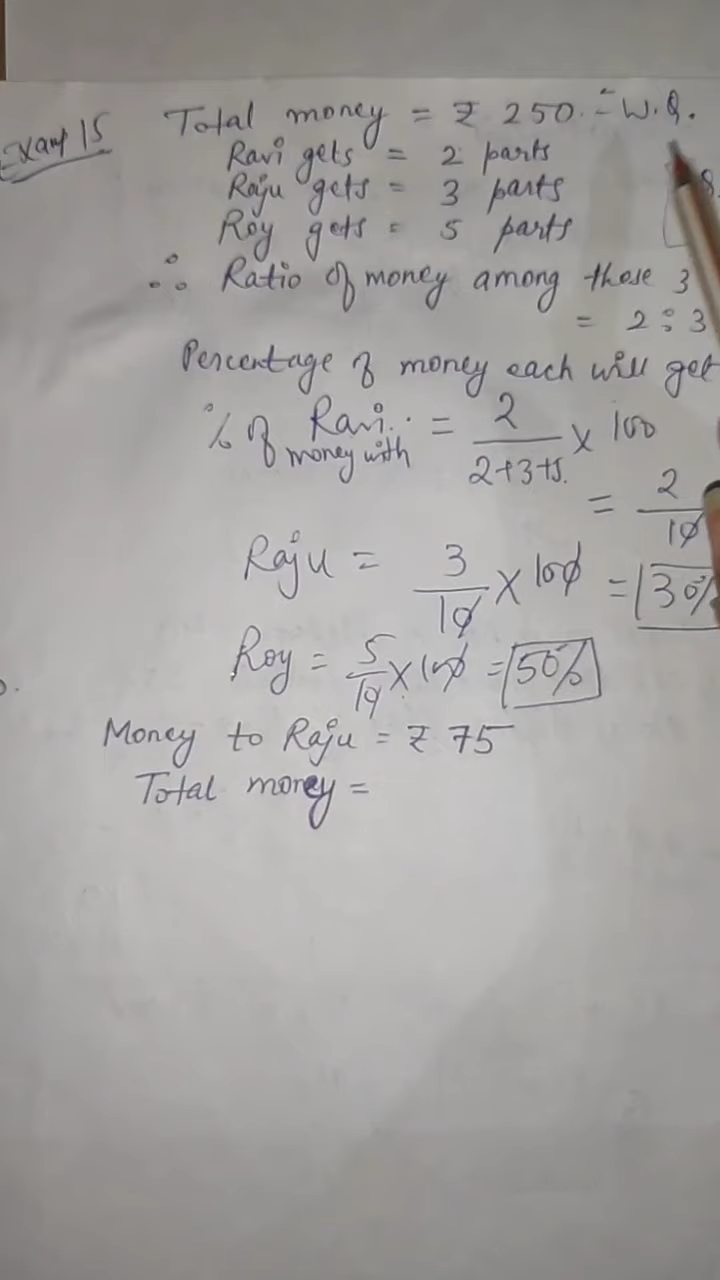 Exam 15 Total money = ₹ 250. - W.Q.
Ravi gets = 2 parts
Raju gets = 3 parts
Roy gets = 5 parts
∴ Ratio of money among those 3
= 2 : 3
Percentage of money each will get
% of Ravi. = 2/2+3+5. × 100
money with
= 2/10
Raju = 3/10 × 100 = 30%
Roy = 5/10 × 100 = 50%
Money to Raju = ₹ 75
Total money =